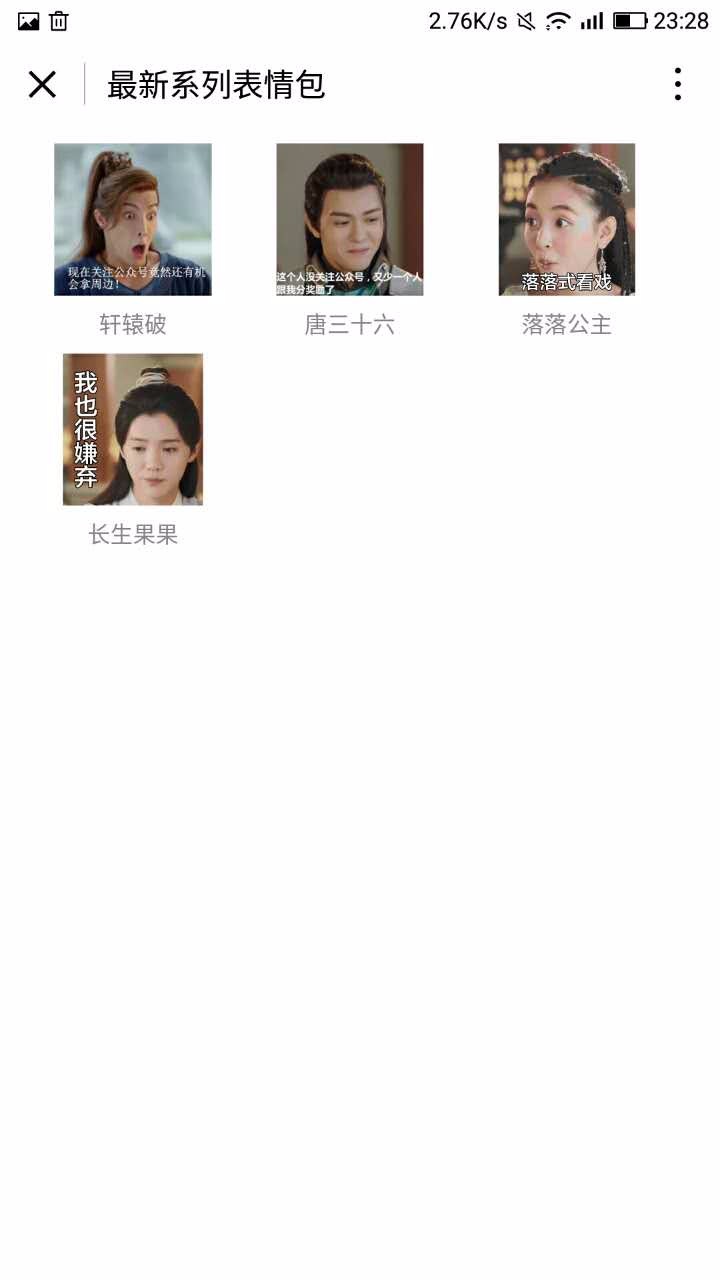 2.76K/s 23:28
最新系列表情包
现在关注公众号竟然还有机
会拿周边！
这个人没关注公众号，又少一个人
跟我分奖励了
落落式看戏
轩辕破
唐三十六
落落公主
我也很嫌弃
长生果果